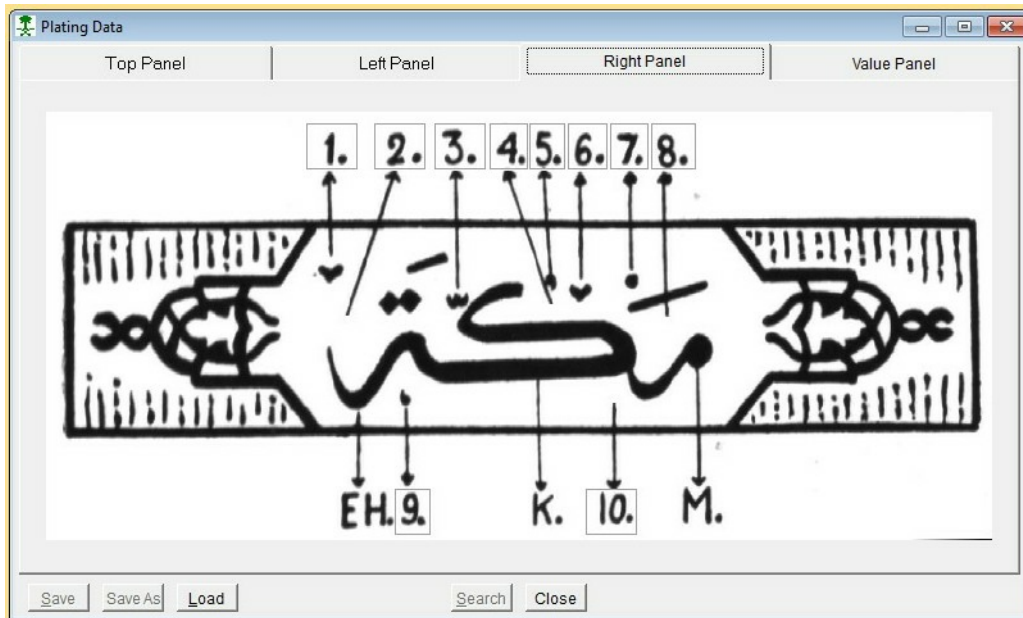 Plating Data
Top Panel Left Panel Right Panel Value Panel
1. 2. 3. 4. 5. 6. 7. 8.
مكة
EH. 9. K. 10. M.
Save Save As Load Search Close